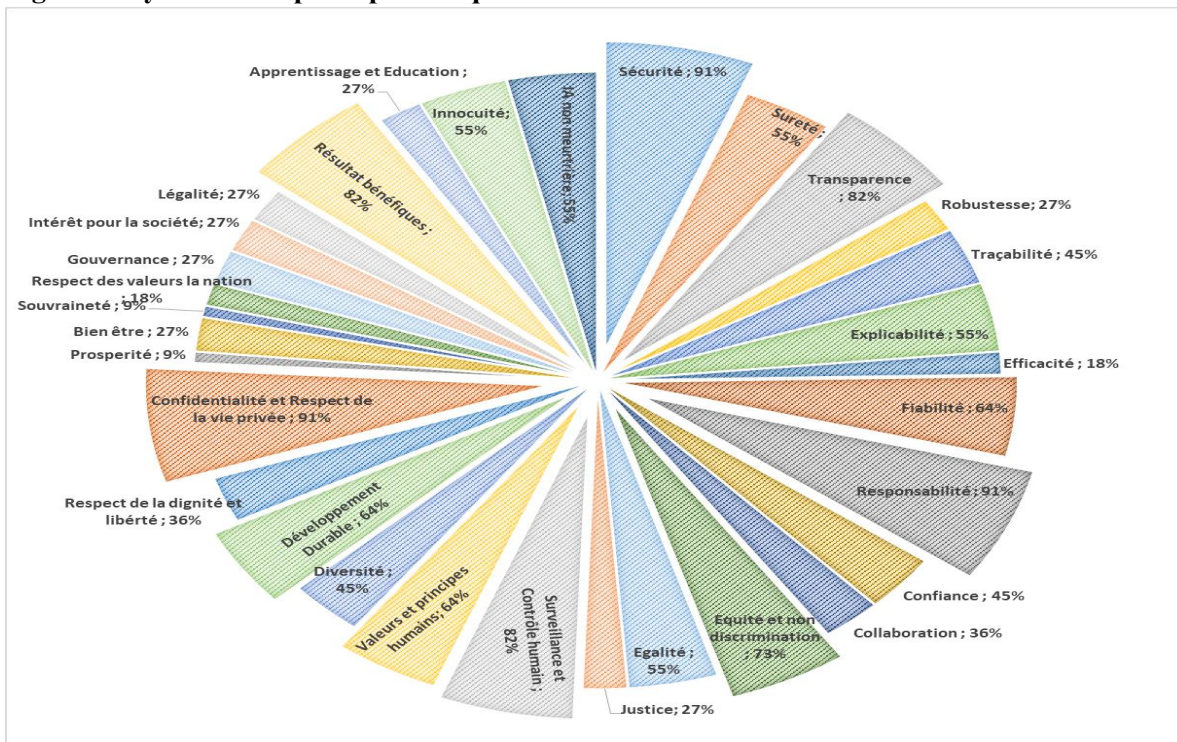 Sécurité ; 91%
Sureté ;
55%
Transparence
; 82%
Robustesse; 27%
Traçabilité ; 45%
Explicabilité ; 55%
Efficacité ; 18%
Fiabilité ; 64%
Responsabilité ; 91%
Confiance ; 45%
Collaboration ; 36%
Equité et non
discrimination
; 73%
Egalité ;
55%
Justice; 27%
Surveillance et
Contrôle humain ;
82%
Valeurs et principes
humains; 64%
Diversité ;
45%
Développement
Durable ; 64%
Respect de la dignité et
libérté ; 36%
Confidentialité et Respect de
la vie privée ; 91%
Prosperité ; 9%
Bien être ; 27%
Souvraineté ; 9%
Respect des valeurs la nation
; 18%
Gouvernance ; 27%
Intérêt pour la société; 27%
Légalité; 27%
Résultat bénéfiques ;
82%
Apprentissage et Education ;
27%
Innocuité;
55%
IA non meurtrière; 55%